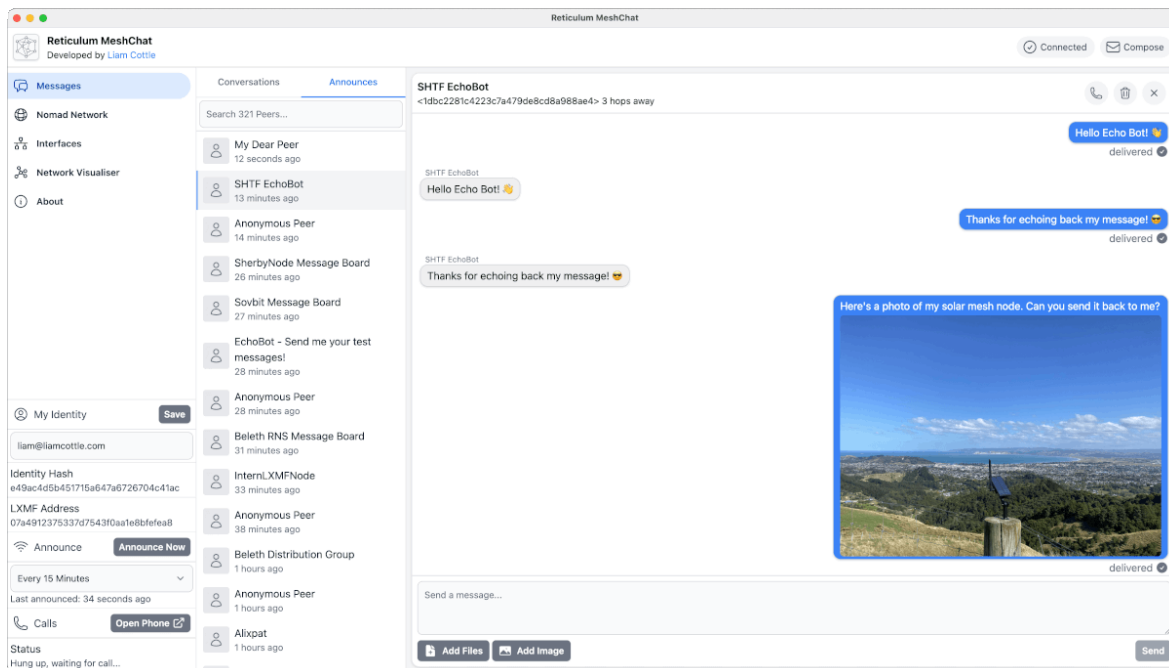 Reticulum MeshChat
Reticulum MeshChat
Developed by Liam Cottle
Connected
Compose
Messages
Nomad Network
Interfaces
Network Visualiser
About
My Identity
Save
liam@liamcottle.com
Identity Hash
e49ac4d5b451715a647a6726704c41ac
LXMF Address
07a4912375337d7543f0aa1e8bfefea8
Announce
Announce Now
Every 15 Minutes
Last announced: 34 seconds ago
Calls
Open Phone
Status
Hung up, waiting for call...
Conversations
Announces
Search 321 Peers...
My Dear Peer
12 seconds ago
SHTF EchoBot
13 minutes ago
Anonymous Peer
14 minutes ago
SherbyNode Message Board
26 minutes ago
Sovbit Message Board
27 minutes ago
EchoBot - Send me your test
messages!
28 minutes ago
Anonymous Peer
28 minutes ago
Beleth RNS Message Board
31 minutes ago
InternLXMFNode
33 minutes ago
Anonymous Peer
38 minutes ago
Beleth Distribution Group
1 hours ago
Anonymous Peer
1 hours ago
Alixpat
1 hours ago
SHTF EchoBot
<1dbc2281c4223c7a479de8cd8a988ae4> 3 hops away
Hello Echo Bot! 👋
delivered
SHTF EchoBot
Hello Echo Bot! 👋
Thanks for echoing back my message! 😎
delivered
SHTF EchoBot
Thanks for echoing back my message! 😎
Here's a photo of my solar mesh node. Can you send it back to me?
delivered
Send a message...
Add Files
Add Image
Send